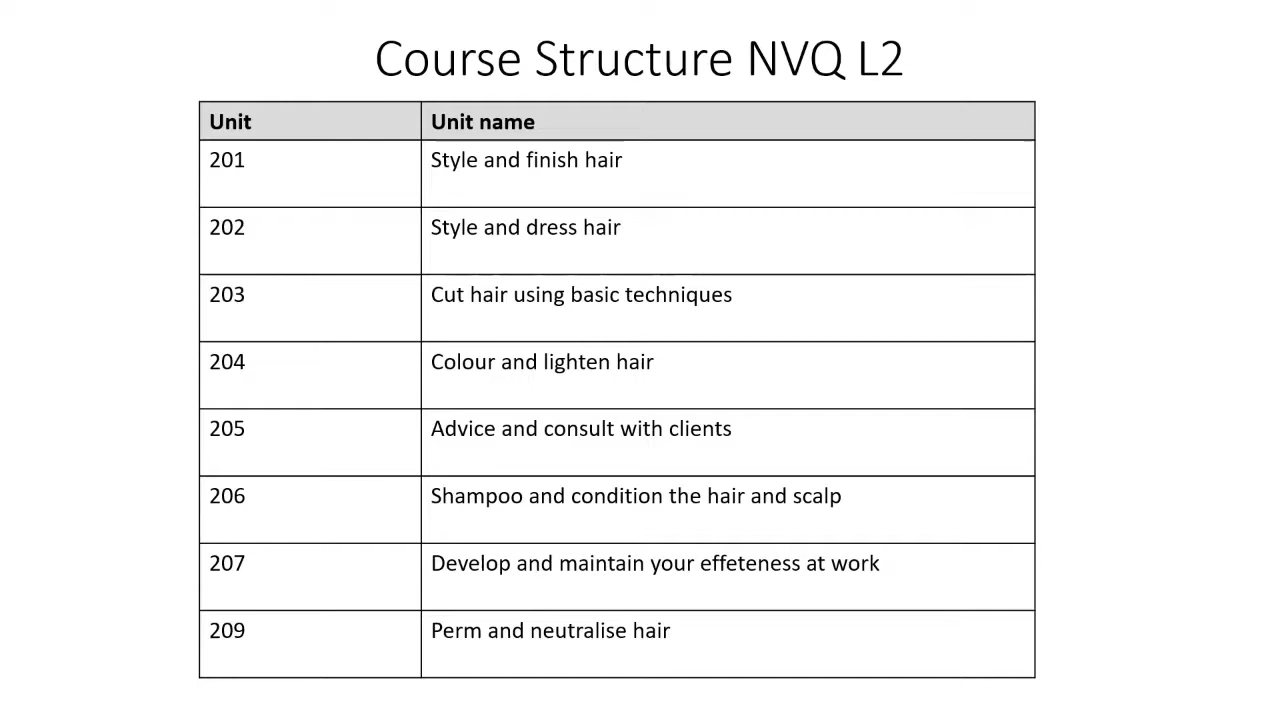 Course Structure NVQ L2
Unit Unit name
201 Style and finish hair
202 Style and dress hair
203 Cut hair using basic techniques
204 Colour and lighten hair
205 Advice and consult with clients
206 Shampoo and condition the hair and scalp
207 Develop and maintain your effeteness at work
209 Perm and neutralise hair